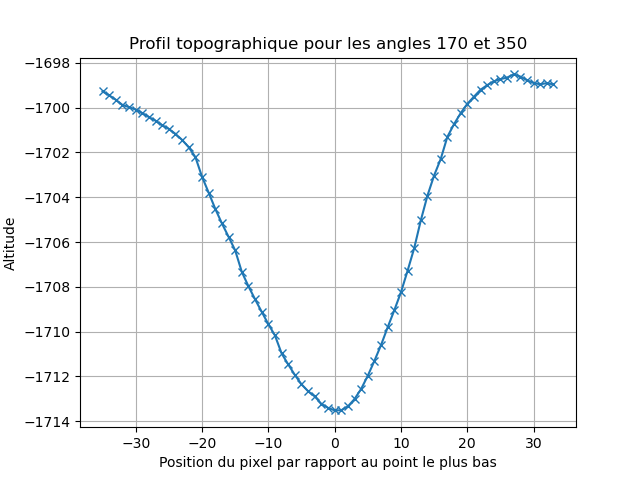 Profil topographique pour les angles 170 et 350
−1698
−1700
−1702
−1704
−1706
−1708
−1710
−1712
−1714
Altitude
−30 −20 −10 0 10 20 30
Position du pixel par rapport au point le plus bas